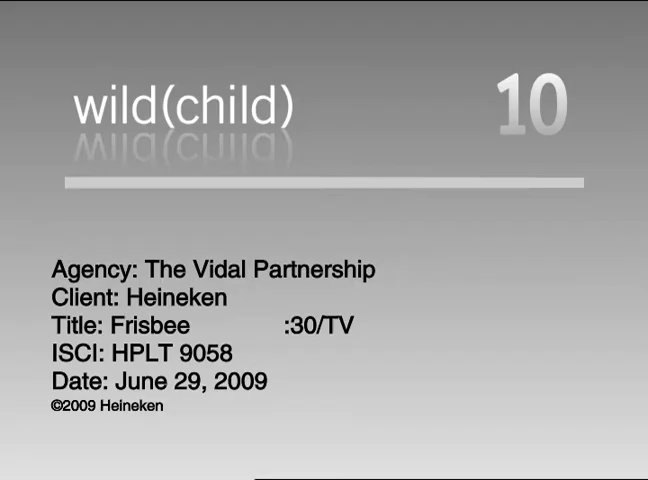 wild(child) 10
Agency: The Vidal Partnership
Client: Heineken
Title: Frisbee :30/TV
ISCI: HPLT 9058
Date: June 29, 2009
©2009 Heineken